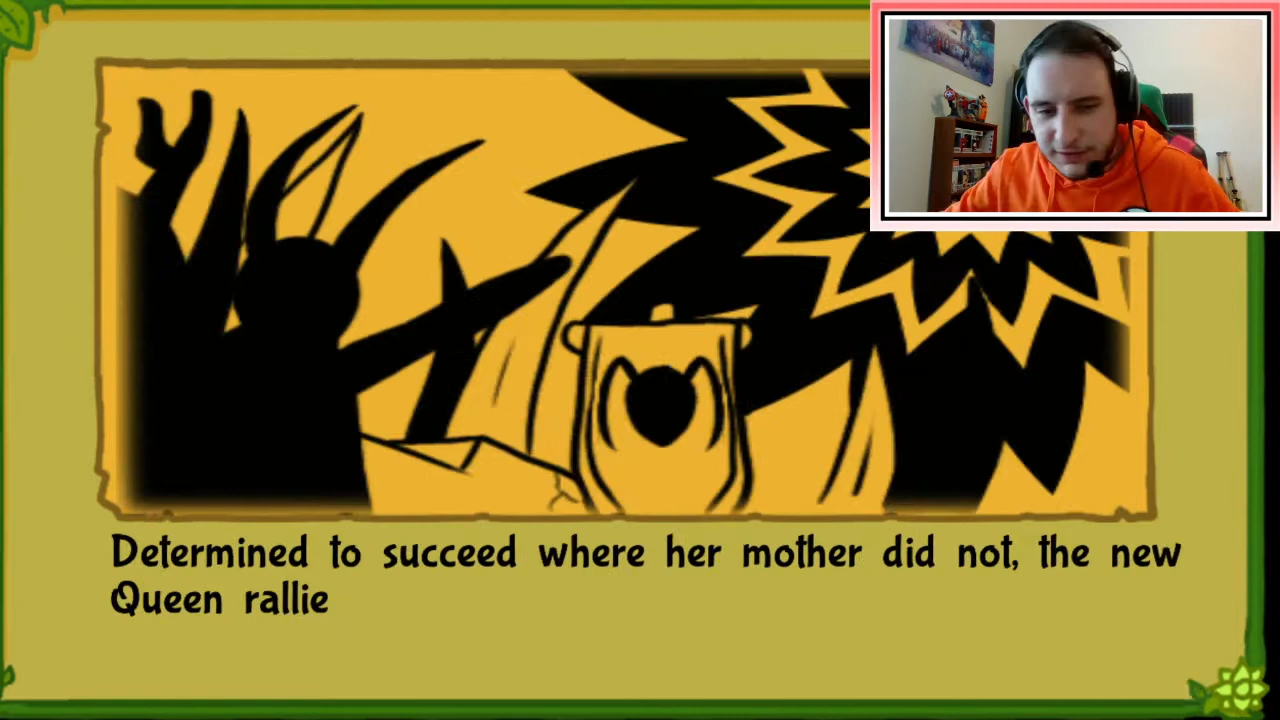 Determined to succeed where her mother did not, the new
Queen rallie